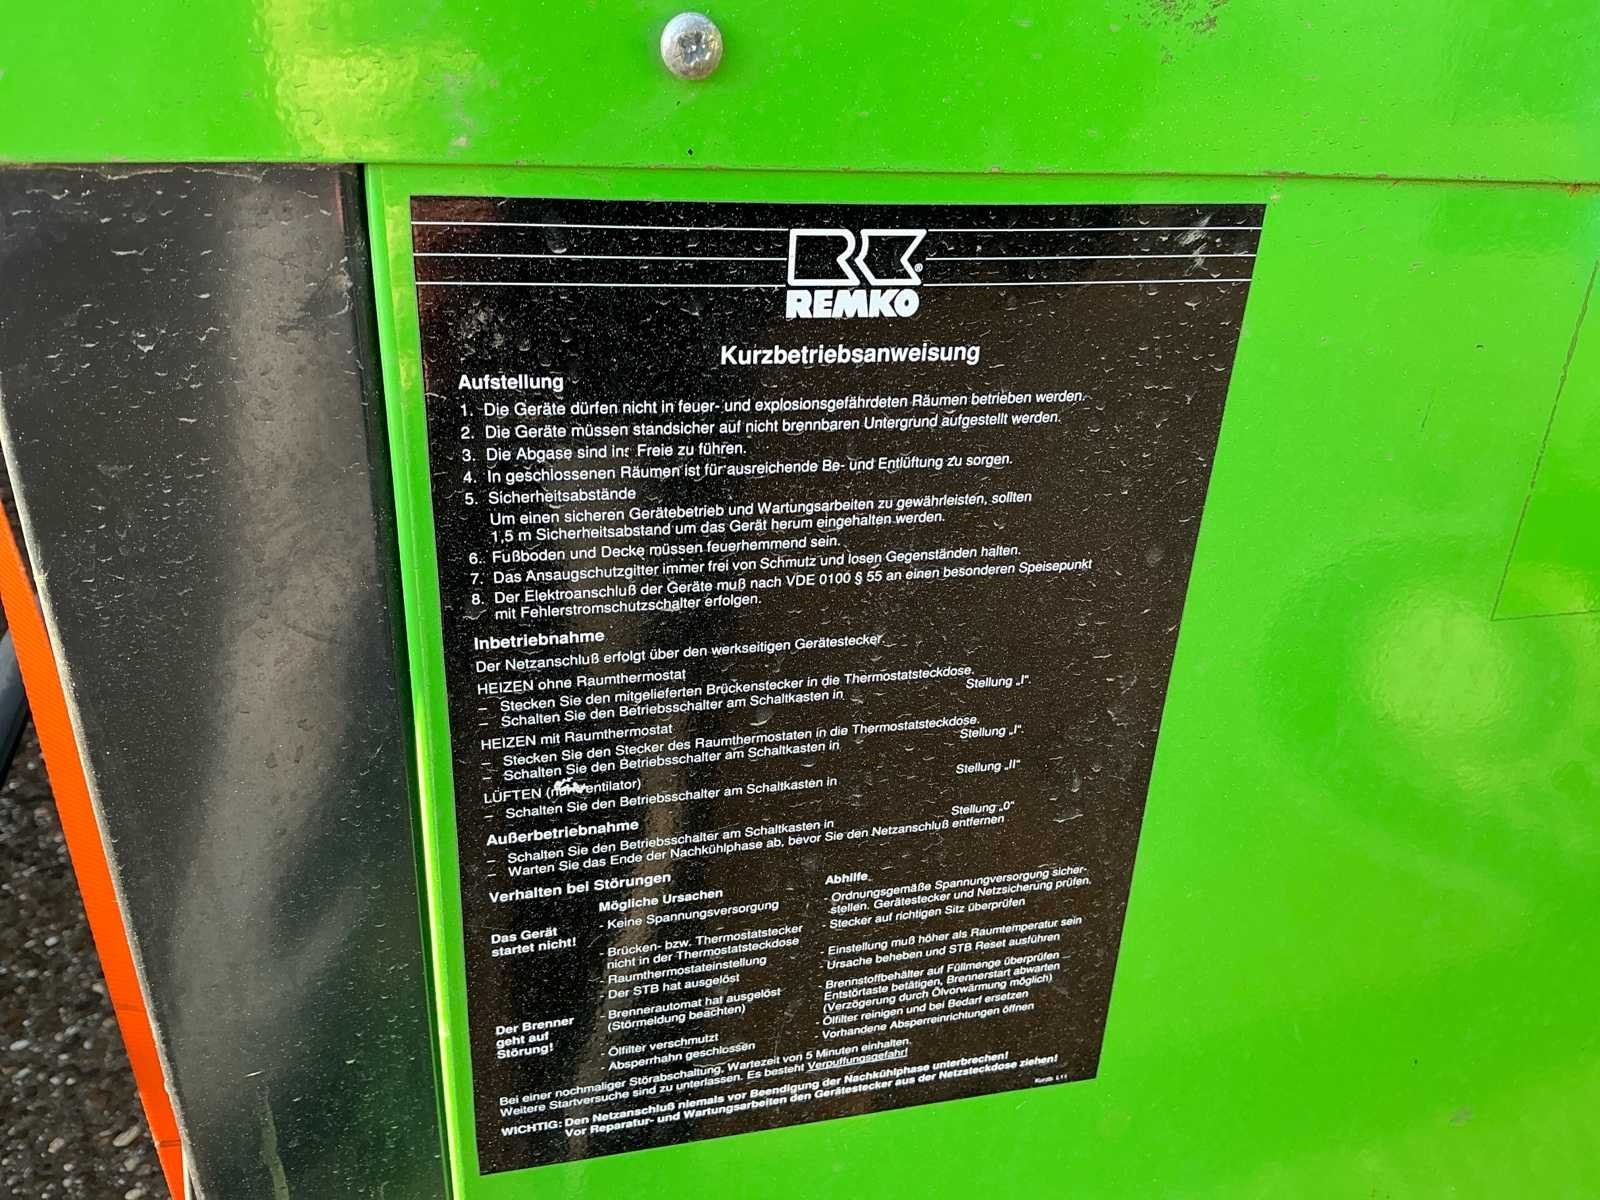 RK®
REMKO
Kurzbetriebsanweisung
Aufstellung
1. Die Geräte dürfen nicht in feuer- und explosionsgefährdeten Räumen betrieben werden.
2. Die Geräte müssen standsicher auf nicht brennbaren Untergrund aufgestellt werden.
3. Die Abgase sind ins Freie zu führen.
4. In geschlossenen Räumen ist für ausreichende Be- und Entlüftung zu sorgen.
5. Sicherheitsabstände
Um einen sicheren Gerätebetrieb und Wartungsarbeiten zu gewährleisten, sollten
1,5 m Sicherheitsabstand um das Gerät herum eingehalten werden.
6. Fußboden und Decke müssen feuerhemmend sein.
7. Das Ansaugschutzgitter immer frei von Schmutz und losen Gegenständen halten.
8. Der Elektroanschluß der Geräte muß nach VDE 0100 § 55 an einen besonderen Speisepunkt
mit Fehlerstromschutzschalter erfolgen.
Inbetriebnahme
Der Netzanschluß erfolgt über den werkseitigen Gerätestecker.
HEIZEN ohne Raumthermostat
– Stecken Sie den mitgelieferten Brückenstecker in die Thermostatsteckdose.
– Schalten Sie den Betriebsschalter am Schaltkasten in Stellung „I“.
HEIZEN mit Raumthermostat
– Stecken Sie den Stecker des Raumthermostaten in die Thermostatsteckdose.
– Schalten Sie den Betriebsschalter am Schaltkasten in Stellung „I“.
LÜFTEN (nur Ventilator)
– Schalten Sie den Betriebsschalter am Schaltkasten in Stellung „II“
Außerbetriebnahme
– Schalten Sie den Betriebsschalter am Schaltkasten in Stellung „0“
– Warten Sie das Ende der Nachkühlphase ab, bevor Sie den Netzanschluß entfernen
Verhalten bei Störungen
Mögliche Ursachen
Abhilfe
Das Gerät
startet nicht!
- Keine Spannungsversorgung
- Ordnungsgemäße Spannungversorgung sicher-
stellen. Gerätestecker und Netzsicherung prüfen.
- Brücken- bzw. Thermostatstecker
nicht in der Thermostatsteckdose
- Stecker auf richtigen Sitz überprüfen
- Raumthermostateinstellung
- Einstellung muß höher als Raumtemperatur sein
- Der STB hat ausgelöst
- Ursache beheben und STB Reset ausführen
Der Brenner
geht auf
Störung!
- Brennerautomat hat ausgelöst
(Störmeldung beachten)
- Brennstoffbehälter auf Füllmenge überprüfen ...
Entstörtaste betätigen, Brennerstart abwarten
(Verzögerung durch Ölvorwärmung möglich)
- Ölfilter verschmutzt
- Ölfilter reinigen und bei Bedarf ersetzen
- Absperrhahn geschlossen
- Vorhandene Absperreinrichtungen öffnen
Bei einer nochmaliger Störabschaltung, Wartezeit von 5 Minuten einhalten.
Weitere Startversuche sind zu unterlassen. Es besteht Verpuffungsgefahr!
WICHTIG: Den Netzanschluß niemals vor Beendigung der Nachkühlphase unterbrechen!
Vor Reparatur- und Wartungsarbeiten den Gerätestecker aus der Netzsteckdose ziehen!